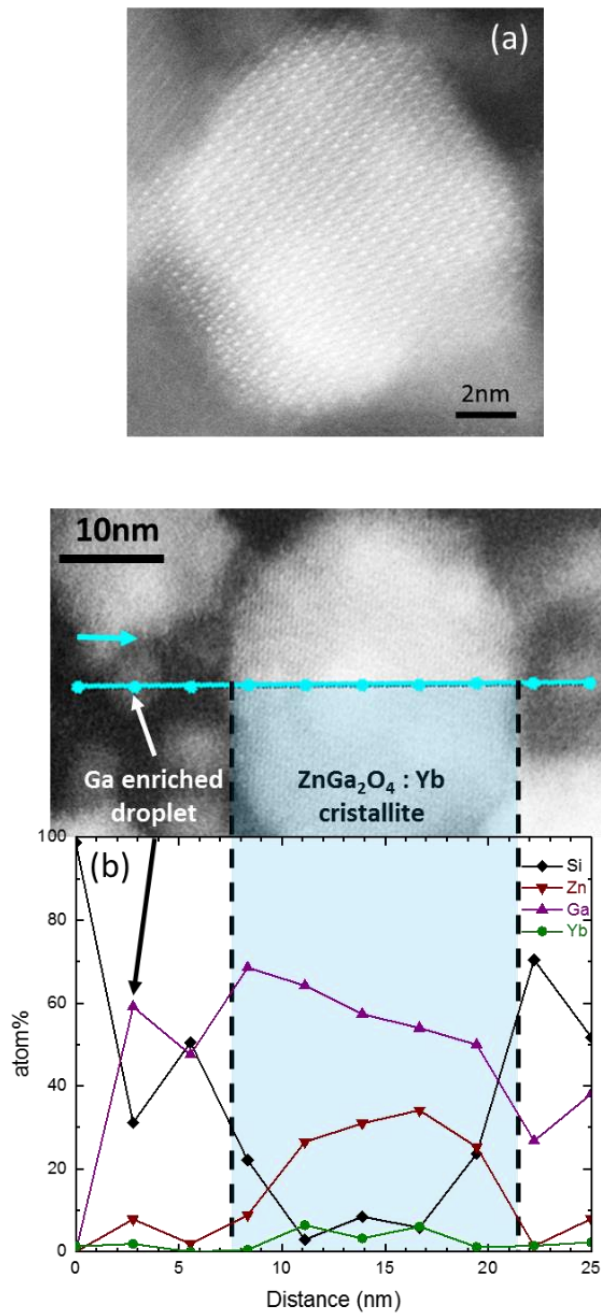 (a)
2nm
10nm
Ga enriched
droplet
ZnGa₂O₄ : Yb
cristallite
(b)
Si
Zn
Ga
Yb
100
80
60
40
20
0
atom%
0 5 10 15 20 25
Distance (nm)